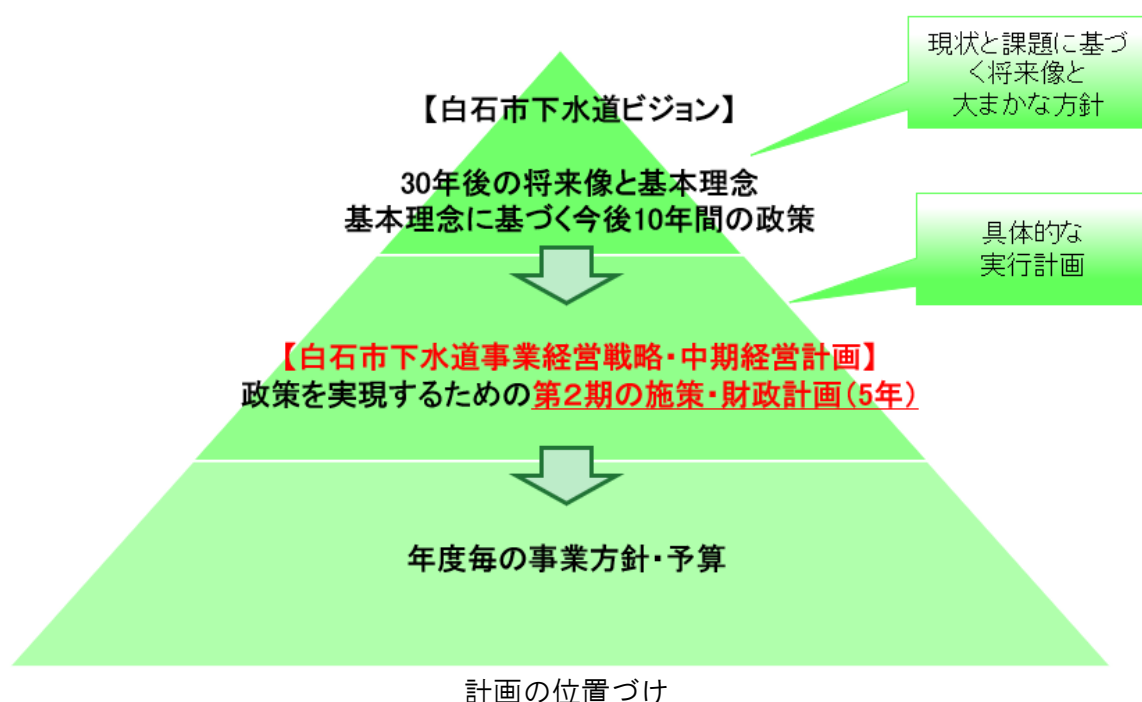 現状と課題に基づ
く将来像と
大まかな方針
【白石市下水道ビジョン】
30年後の将来像と基本理念
基本理念に基づく今後10年間の政策
具体的な
実行計画
【白石市下水道事業経営戦略・中期経営計画】
政策を実現するための第2期の施策・財政計画(5年)
年度毎の事業方針・予算
計画の位置づけ